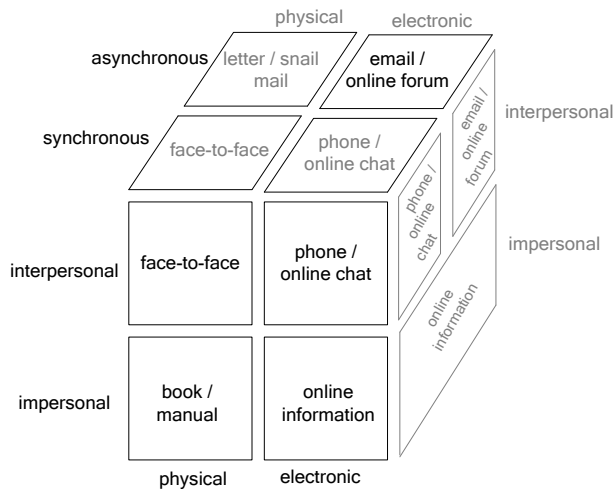 physical
electronic
asynchronous
letter / snail
mail
email /
online forum
interpersonal
email /
online
forum
synchronous
face-to-face
phone /
online chat
phone /
online
chat
impersonal
interpersonal
face-to-face
phone /
online chat
online
information
impersonal
book /
manual
online
information
physical
electronic